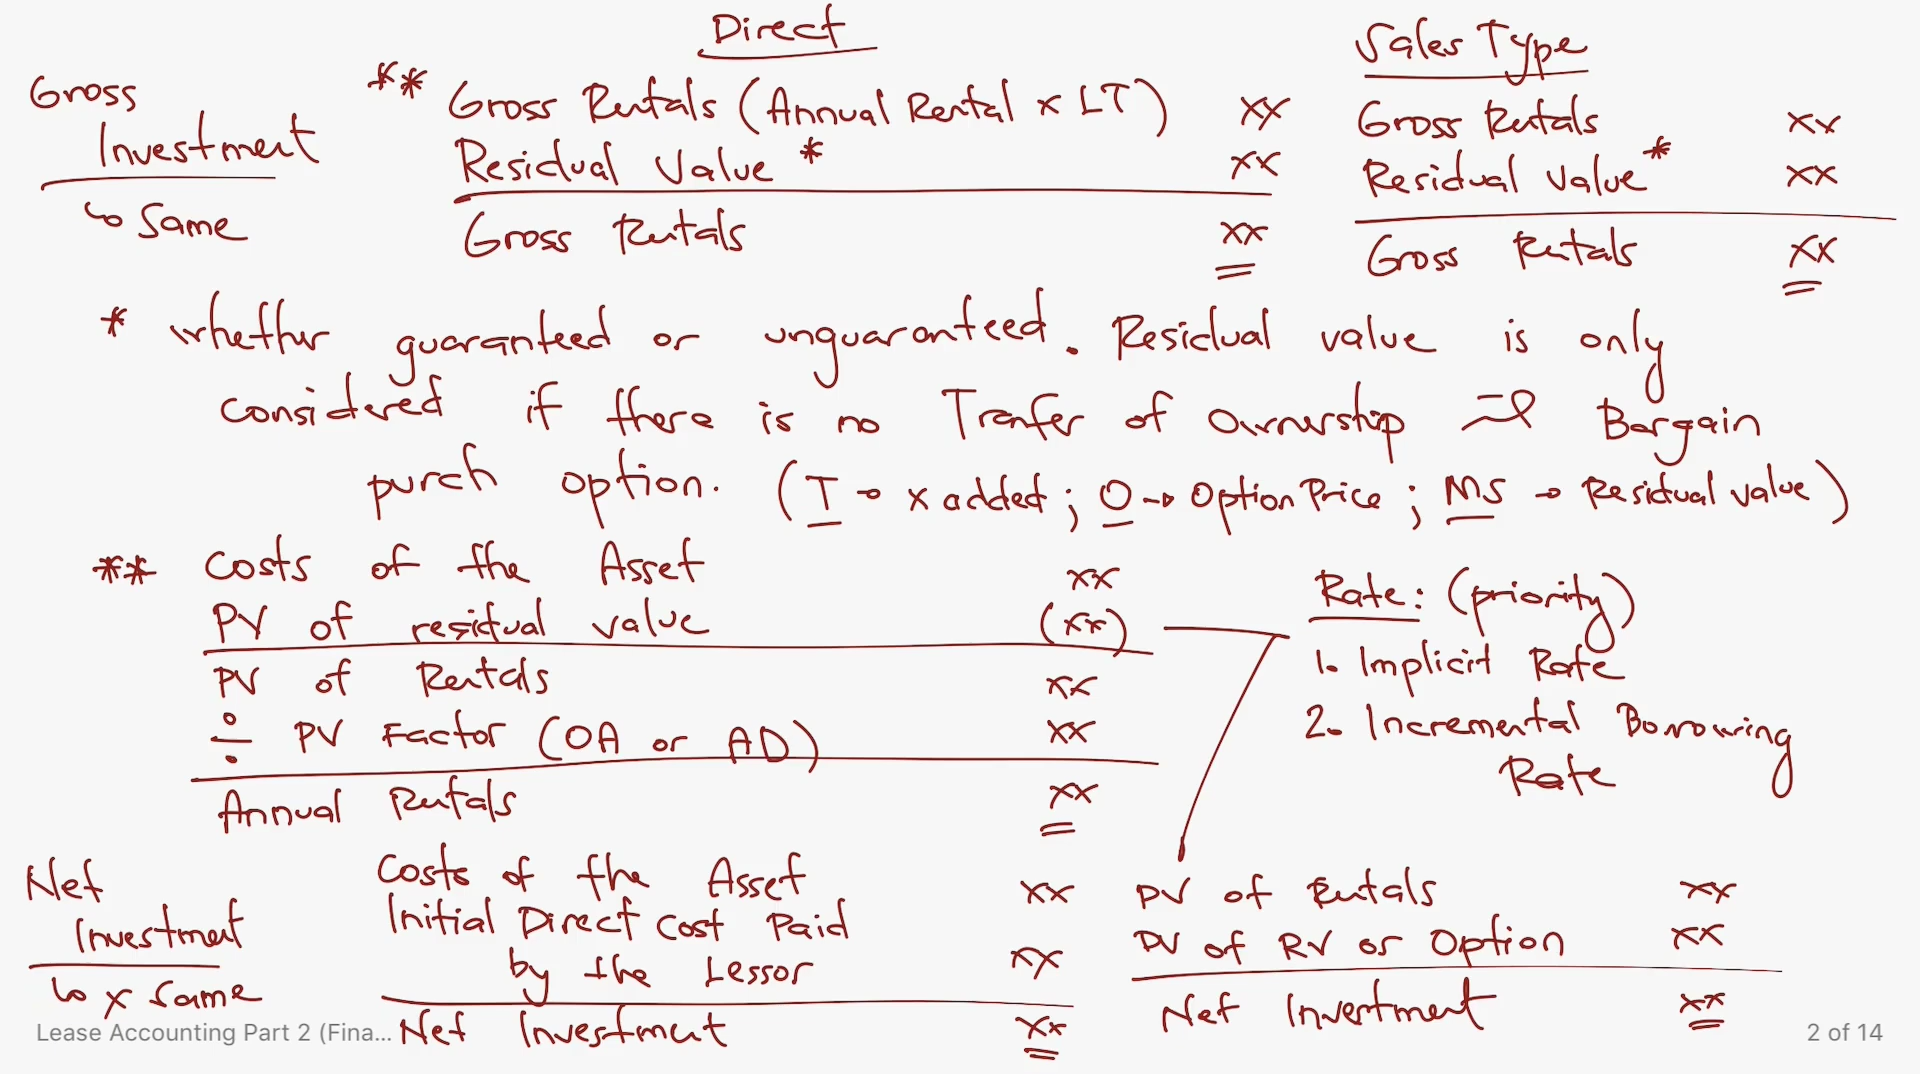 Direct
Sales Type
Gross Investment
↳ Same
** Gross Rentals (Annual Rental x LT) xx
Residual Value * xx
Gross Rentals xx
Gross Rentals xx
Residual Value * xx
Gross Rentals xx
* whether guaranteed or unguaranteed. Residual value is only
considered if there is no Tranfer of Ownership Bargain
purch option. (T → x added; O → Option Price; MS → Residual value)
** Costs of the Asset xx
PV of residual value (xx)
PV of Rentals xx
÷ PV Factor (OA or AD) xx
Annual Rentals xx
Rate: (priority)
1. Implicit Rate
2. Incremental Borrowing
Rate
Net
Investment
↳ x Same
Costs of the Asset xx
Initial Direct Cost Paid
by the Lessor xx
Net Investment xx
PV of Rentals xx
PV of RV or Option xx
Net Investment xx
Lease Accounting Part 2 (Fina...
2 of 14